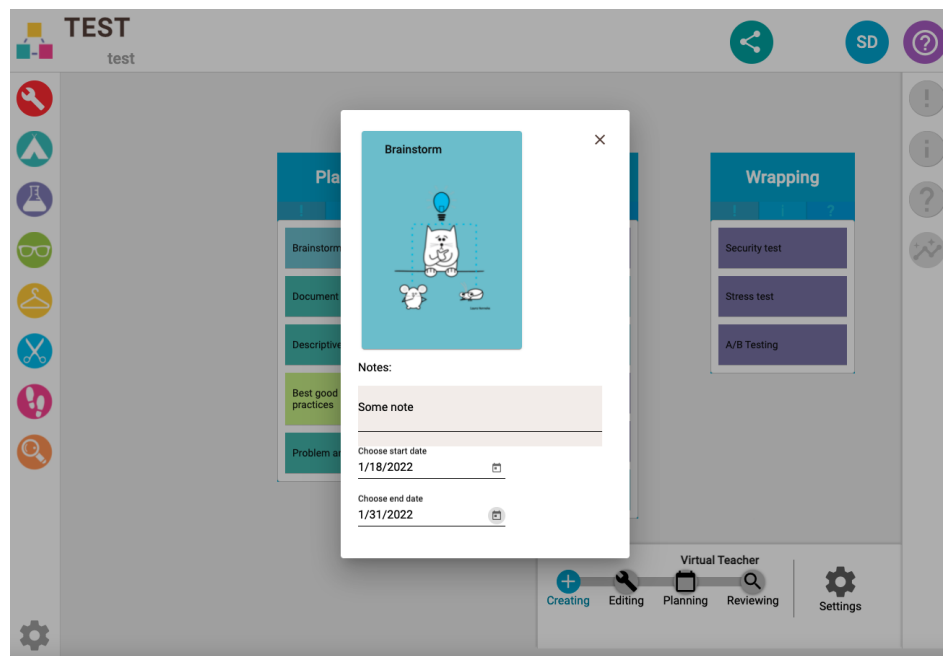 TEST
test
SD
?
Brainstorm
Pla
Wrapping
! i ?
Brainstorm
Document
Descriptive
Best good
practices
Problem an
Security test
Stress test
A/B Testing
Notes:
Some note
Choose start date
1/18/2022
Choose end date
1/31/2022
Virtual Teacher
Creating Editing Planning Reviewing
Settings
!
i
?